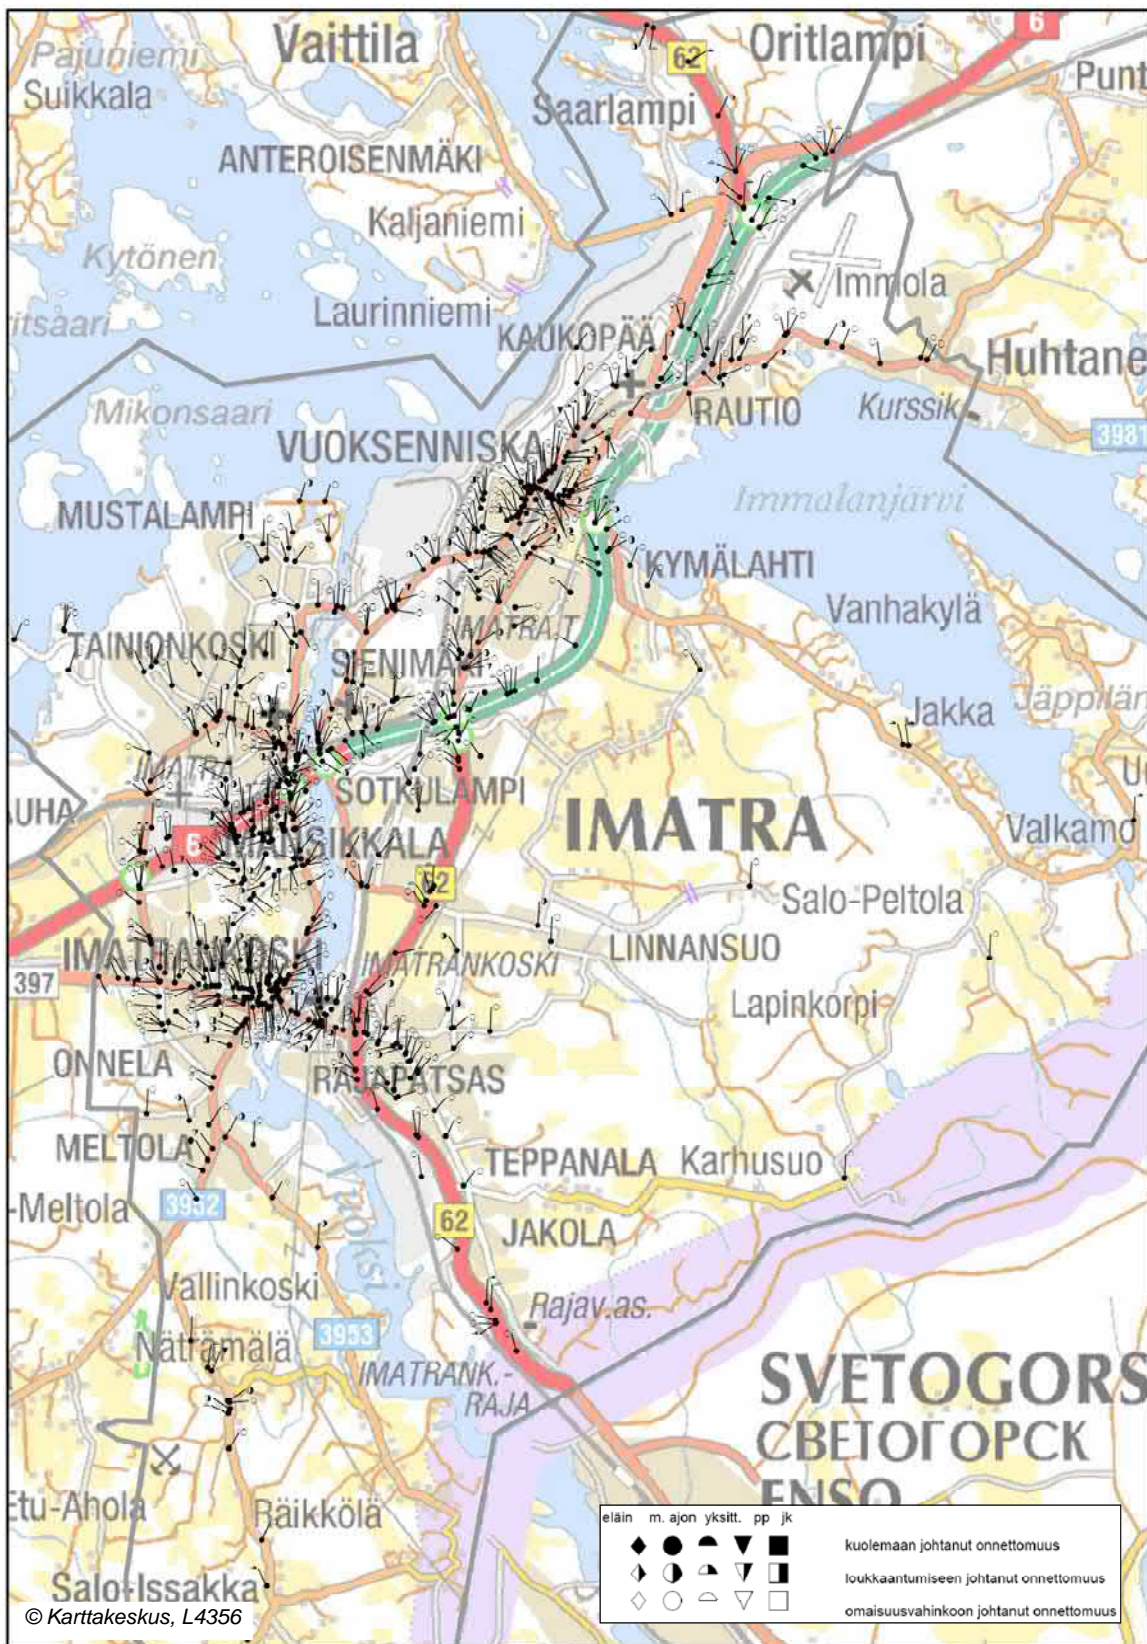 6
Vaittila
Oritlampi
Pajuniemi
62
Punt
Suikkala
Saarlampi
ANTEROISENMÄKI
Kaljaniemi
Kytönen
Immola
Laurinniemi
itsaari
KAUKOPÄÄ
Huhtane
Mikonsaari
RAUTIO
Kurssik.
3981
VUOKSENNISKA
Immalanjärvi
MUSTALAMPI
KYMÄLAHTI
Vanhakylä
TAINIONKOSKI
IMATRA T
SIENIMÄKI
Jakka
Jäppilän
IMATRA
SOTKULAMPI
AUHA
IMATRA
Valkamo
6
MANSIKKALA
62
Salo-Peltola
IMATRANKOSKI
IMATRANKOSKI
LINNANSUO
397
Lapinkorpi
ONNELA
RAJAPATSAS
MELTOLA
TEPPANALA
Karhusuo
-Meltola
3952
62
JAKOLA
Vuoksi
Vallinkoski
Rajav.as.
Näträmälä
3953
IMATRANK.-
RAJA
SVETOGORS
СВЕТОГОРСК
ENSO
Etu-Ahola
Räikkölä
eläin m. ajon yksitt. pp jk
kuolemaan johtanut onnettomuus
loukkaantumiseen johtanut onnettomuus
omaisuusvahinkoon johtanut onnettomuus
Salo-Issakka
© Karttakeskus, L4356